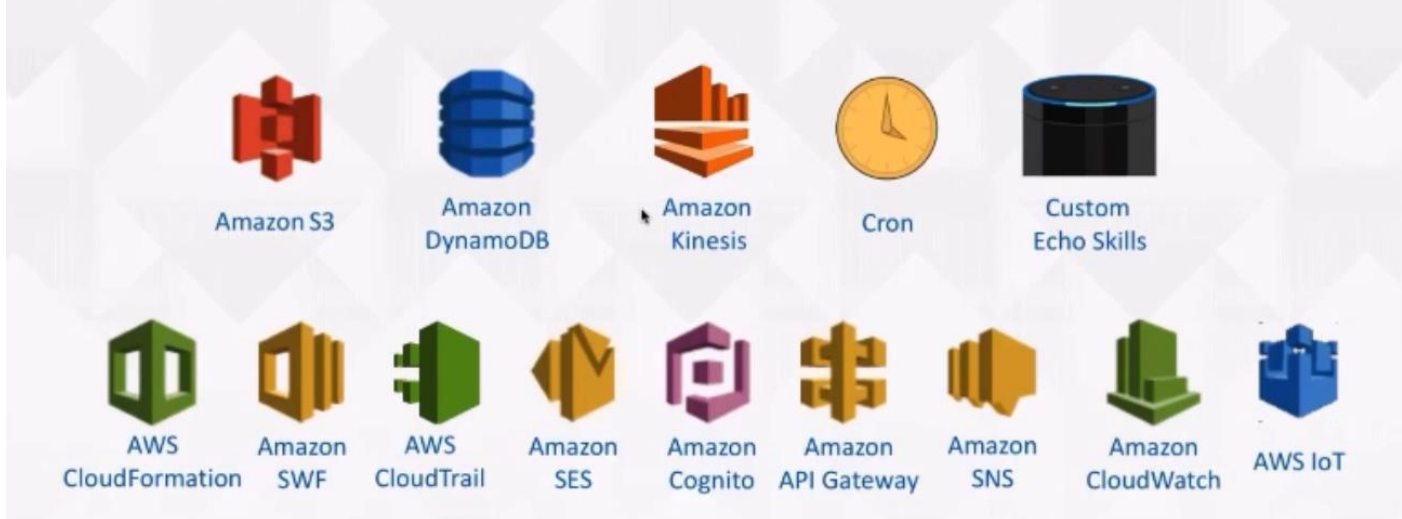 Amazon S3
Amazon
DynamoDB
Amazon
Kinesis
Cron
Custom
Echo Skills
AWS
CloudFormation
Amazon
SWF
AWS
CloudTrail
Amazon
SES
Amazon
Cognito
Amazon
API Gateway
Amazon
SNS
Amazon
CloudWatch
AWS IoT